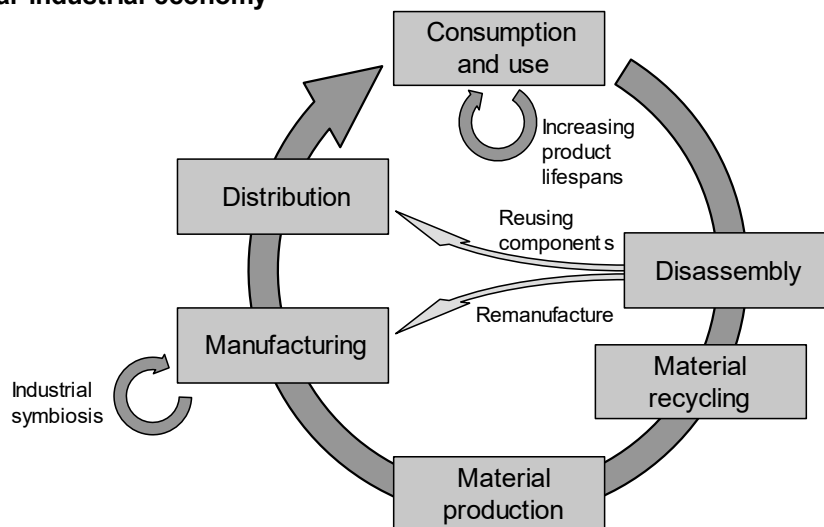 industrial economy
Consumption
and use
Increasing
product
lifespans
Distribution
Reusing
components
Disassembly
Remanufacture
Manufacturing
Material
recycling
Industrial
symbiosis
Material
production